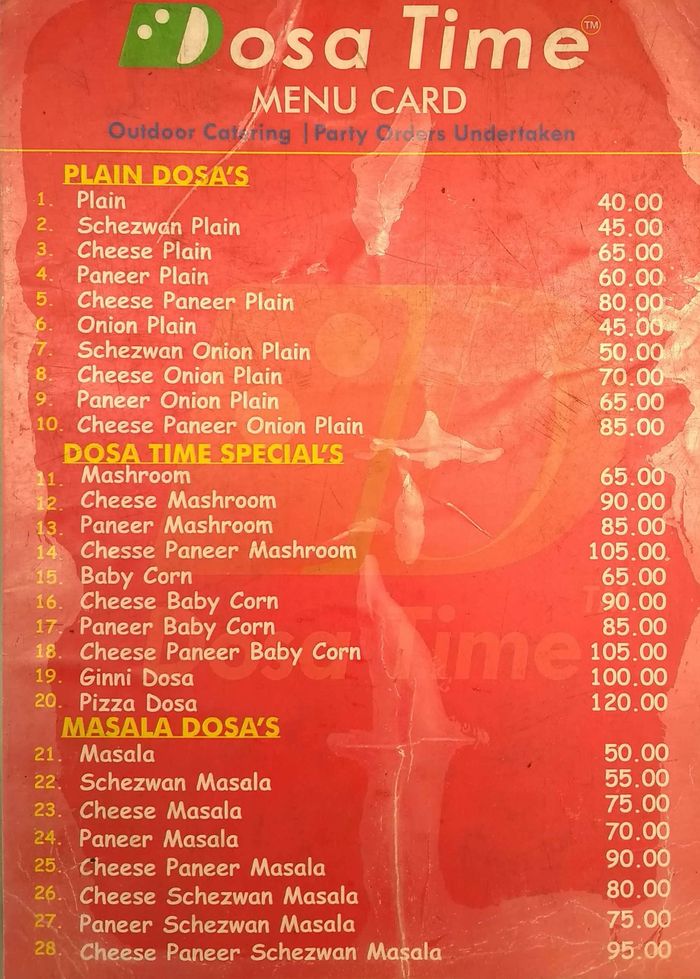 Dosa Time TM
MENU CARD
Outdoor Catering | Party Orders Undertaken
PLAIN DOSA'S
1. Plain 40.00
2. Schezwan Plain 45.00
3. Cheese Plain 65.00
4. Paneer Plain 60.00
5. Cheese Paneer Plain 80.00
6. Onion Plain 45.00
7. Schezwan Onion Plain 50.00
8. Cheese Onion Plain 70.00
9. Paneer Onion Plain 65.00
10. Cheese Paneer Onion Plain 85.00
DOSA TIME SPECIAL'S
11. Mashroom 65.00
12. Cheese Mashroom 90.00
13. Paneer Mashroom 85.00
14. Chesse Paneer Mashroom 105.00
15. Baby Corn 65.00
16. Cheese Baby Corn 90.00
17. Paneer Baby Corn 85.00
18. Cheese Paneer Baby Corn 105.00
19. Ginni Dosa 100.00
20. Pizza Dosa 120.00
MASALA DOSA'S
21. Masala 50.00
22. Schezwan Masala 55.00
23. Cheese Masala 75.00
24. Paneer Masala 70.00
25. Cheese Paneer Masala 90.00
26. Cheese Schezwan Masala 80.00
27. Paneer Schezwan Masala 75.00
28. Cheese Paneer Schezwan Masala 95.00
Dosa Time